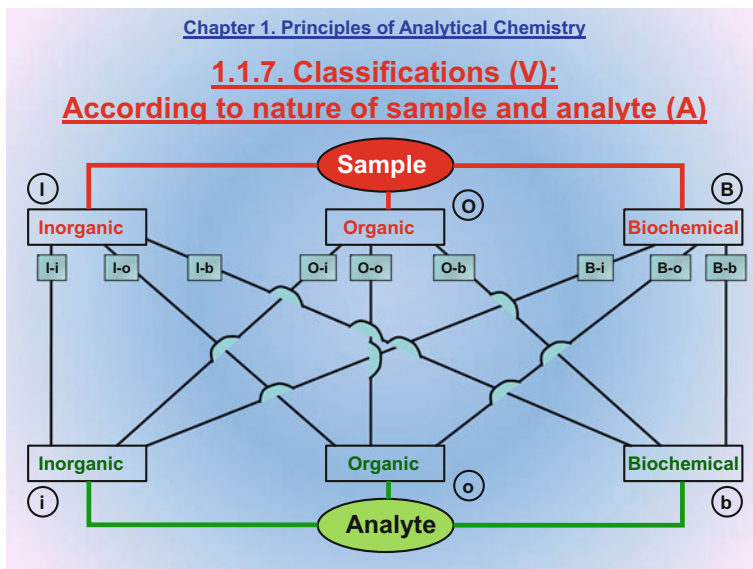 Chapter 1. Principles of Analytical Chemistry
1.1.7. Classifications (V):
According to nature of sample and analyte (A)
Sample
I
O
B
Inorganic
Organic
Biochemical
I-i
I-o
I-b
O-i
O-o
O-b
B-i
B-o
B-b
Inorganic
Organic
Biochemical
i
o
b
Analyte